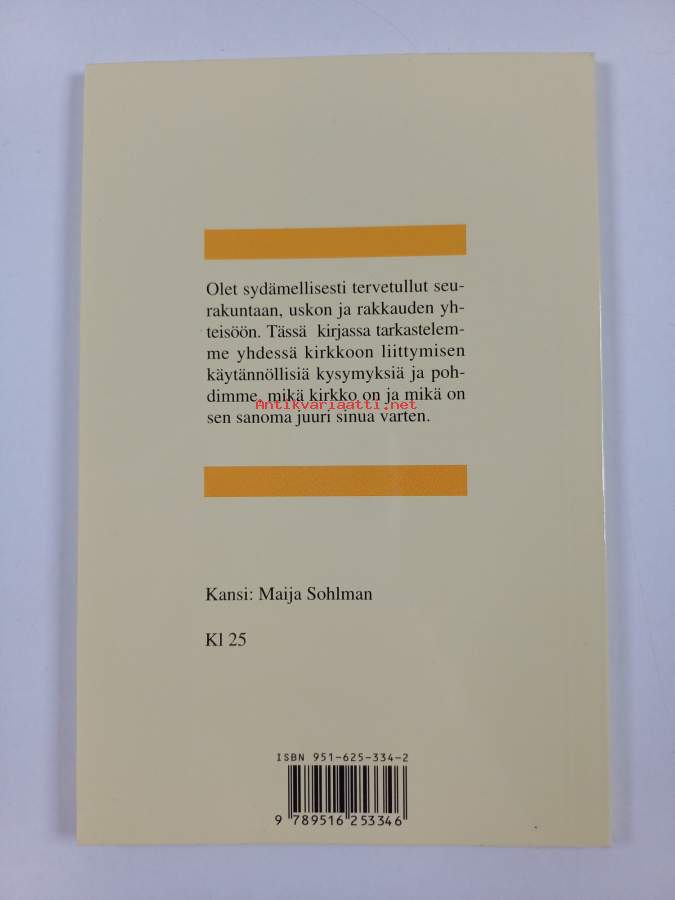 Olet sydämellisesti tervetullut seu-
rakuntaan, uskon ja rakkauden yh-
teisöön. Tässä kirjassa tarkastelem-
me yhdessä kirkkoon liittymisen
käytännöllisiä kysymyksiä ja poh-
dimme, mikä kirkko on ja mikä on
Antikvariaatti.net
sen sanoma juuri sinua varten.
Kansi: Maija Sohlman
Kl 25
ISBN 951-625-334-2
9 789516 253346